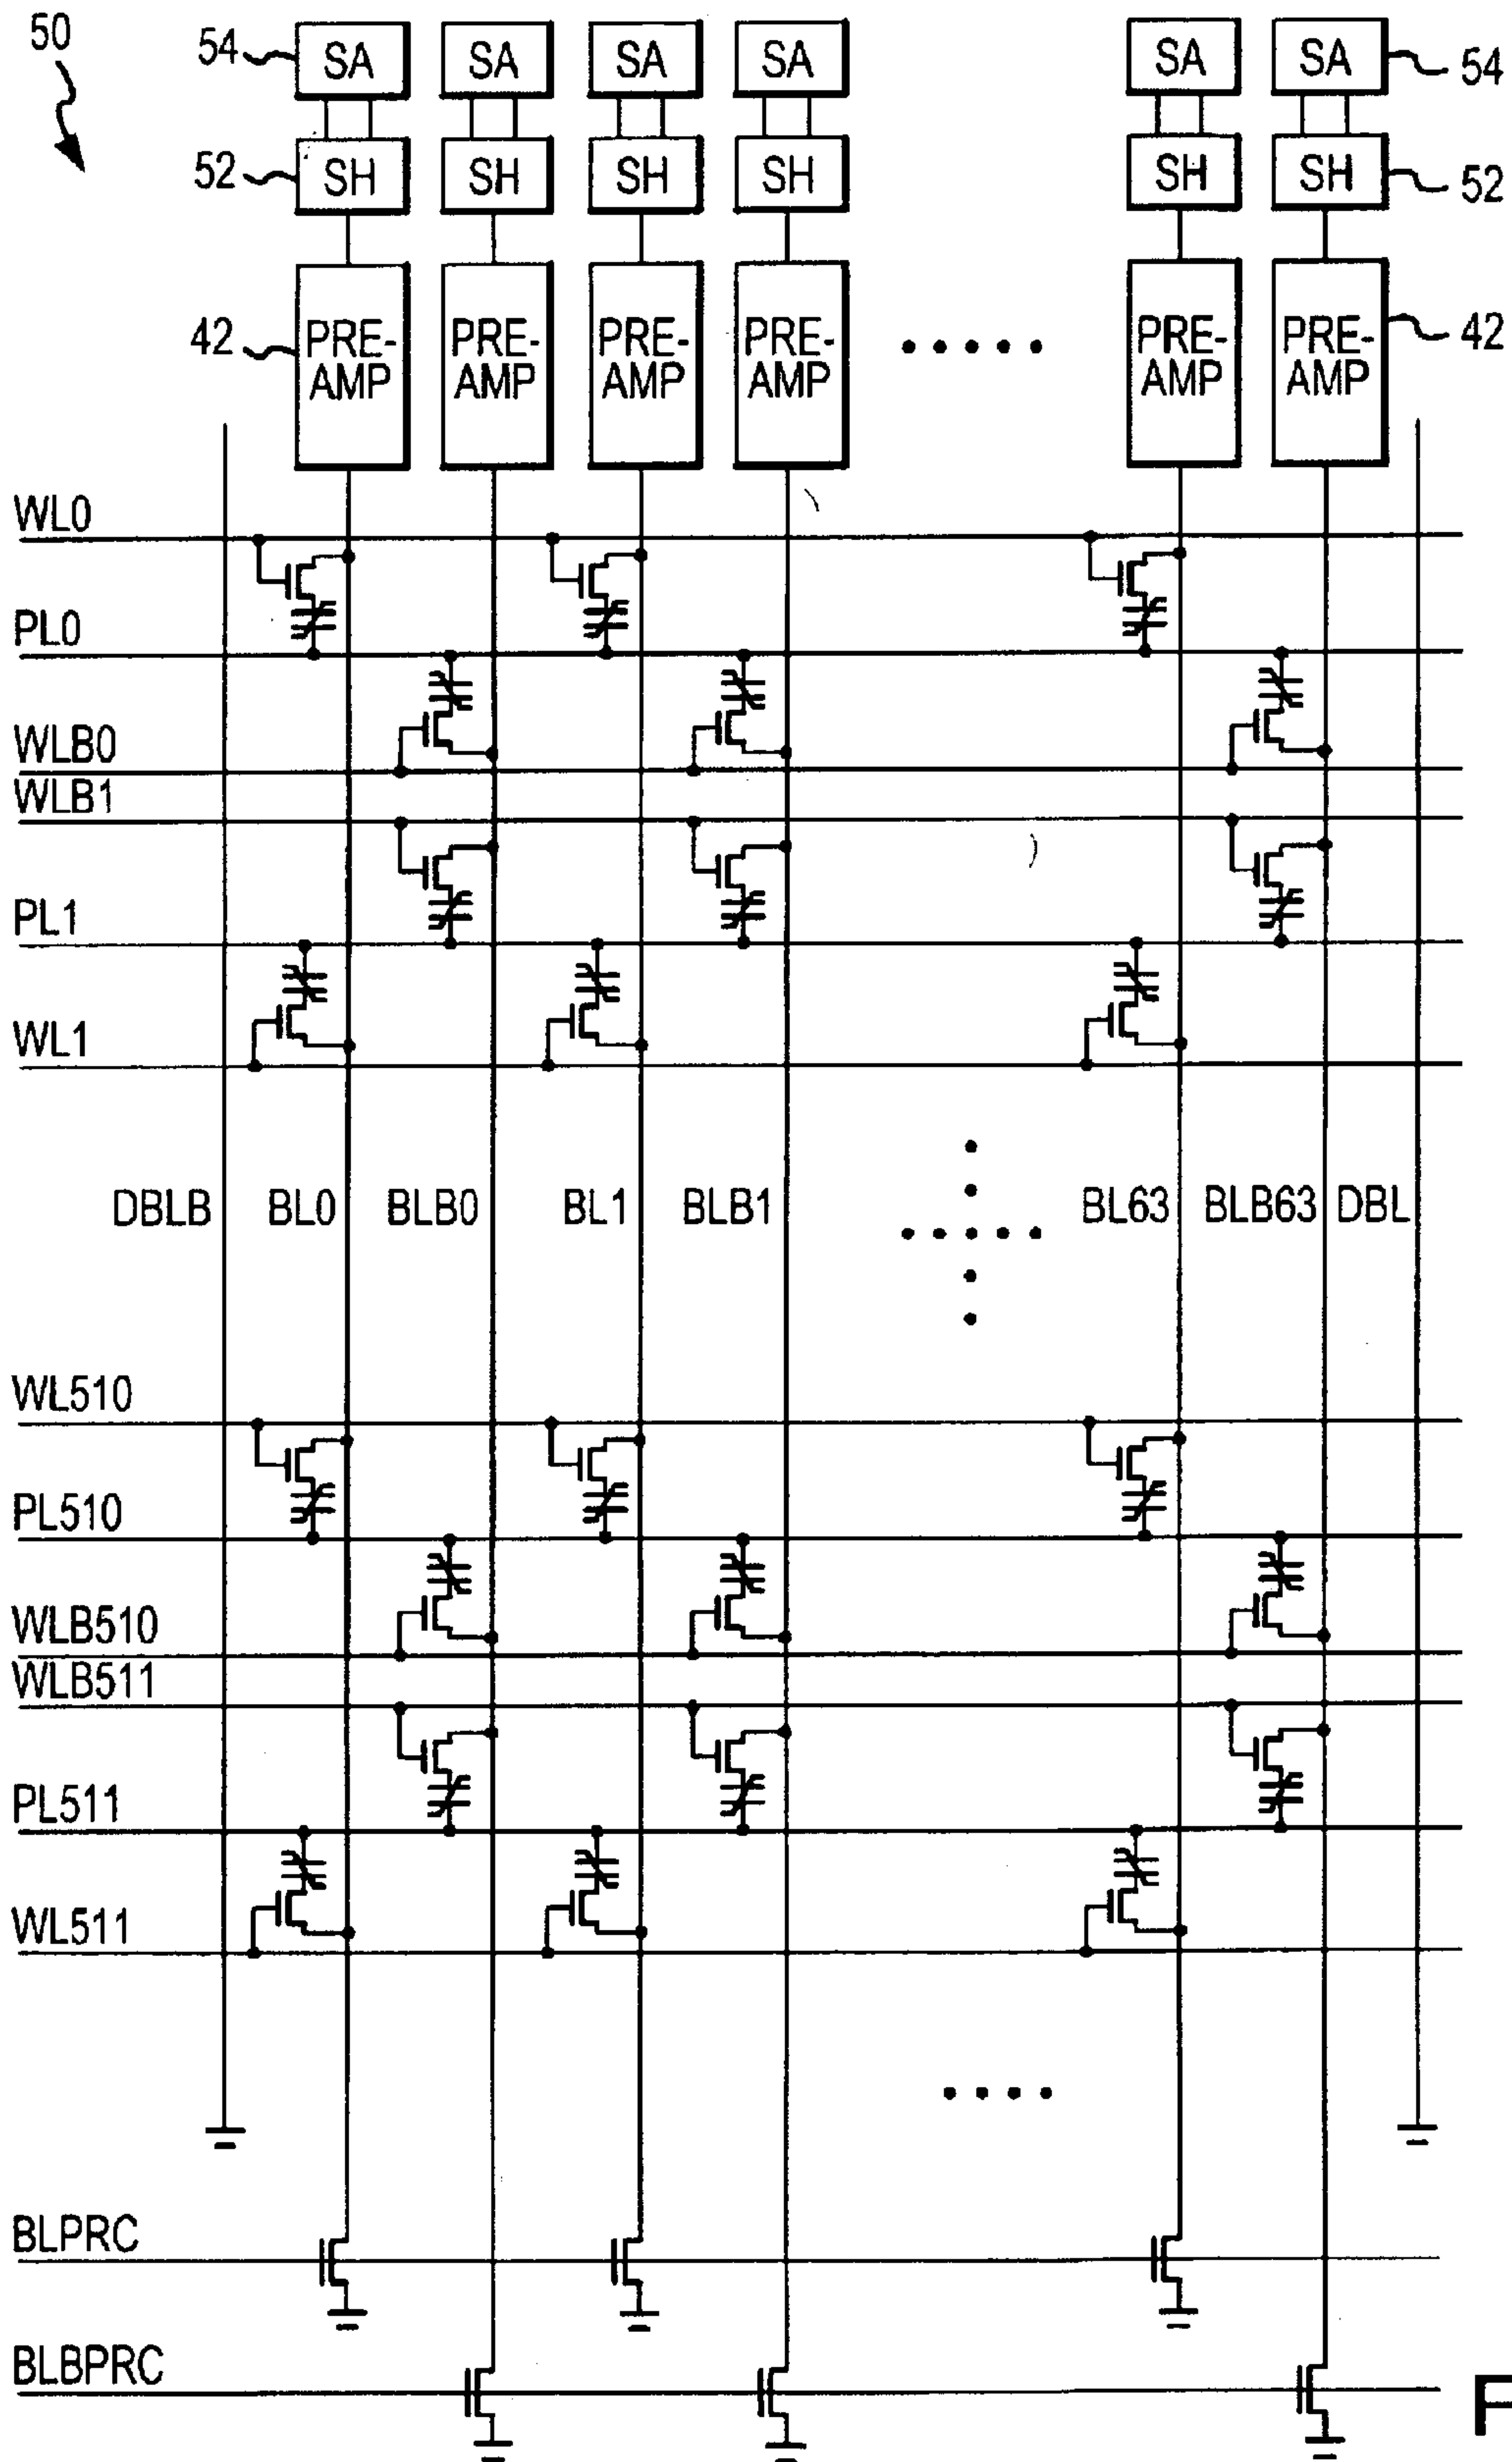 50
54 SA SA SA SA SA SA 54
52 SH SH SH SH SH SH 52
42 PRE-AMP PRE-AMP PRE-AMP PRE-AMP PRE-AMP PRE-AMP 42
WL0
PL0
WLB0
WLB1
PL1
WL1
DBLB BL0 BLB0 BL1 BLB1 BL63 BLB63 DBL
WL510
PL510
WLB510
WLB511
PL511
WL511
BLPRC
BLBPRC
F